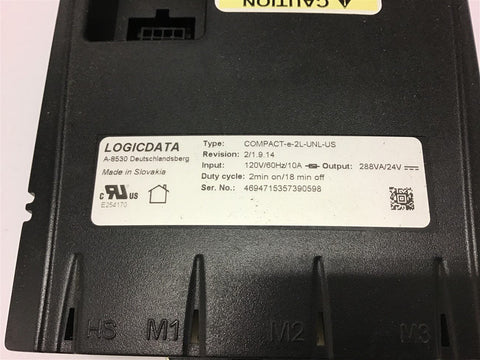 CAUTION
LOGICDATA
A-8530 Deutschlandsberg
Made in Slovakia
c UL US
E254170
Type: COMPACT-e-2L-UNL-US
Revision: 2/1.9.14
Input: 120V/60Hz/10A Output: 288VA/24V
Duty cycle: 2min on/18 min off
Ser. No.: 4694715357390598
HS M1 M2 M3